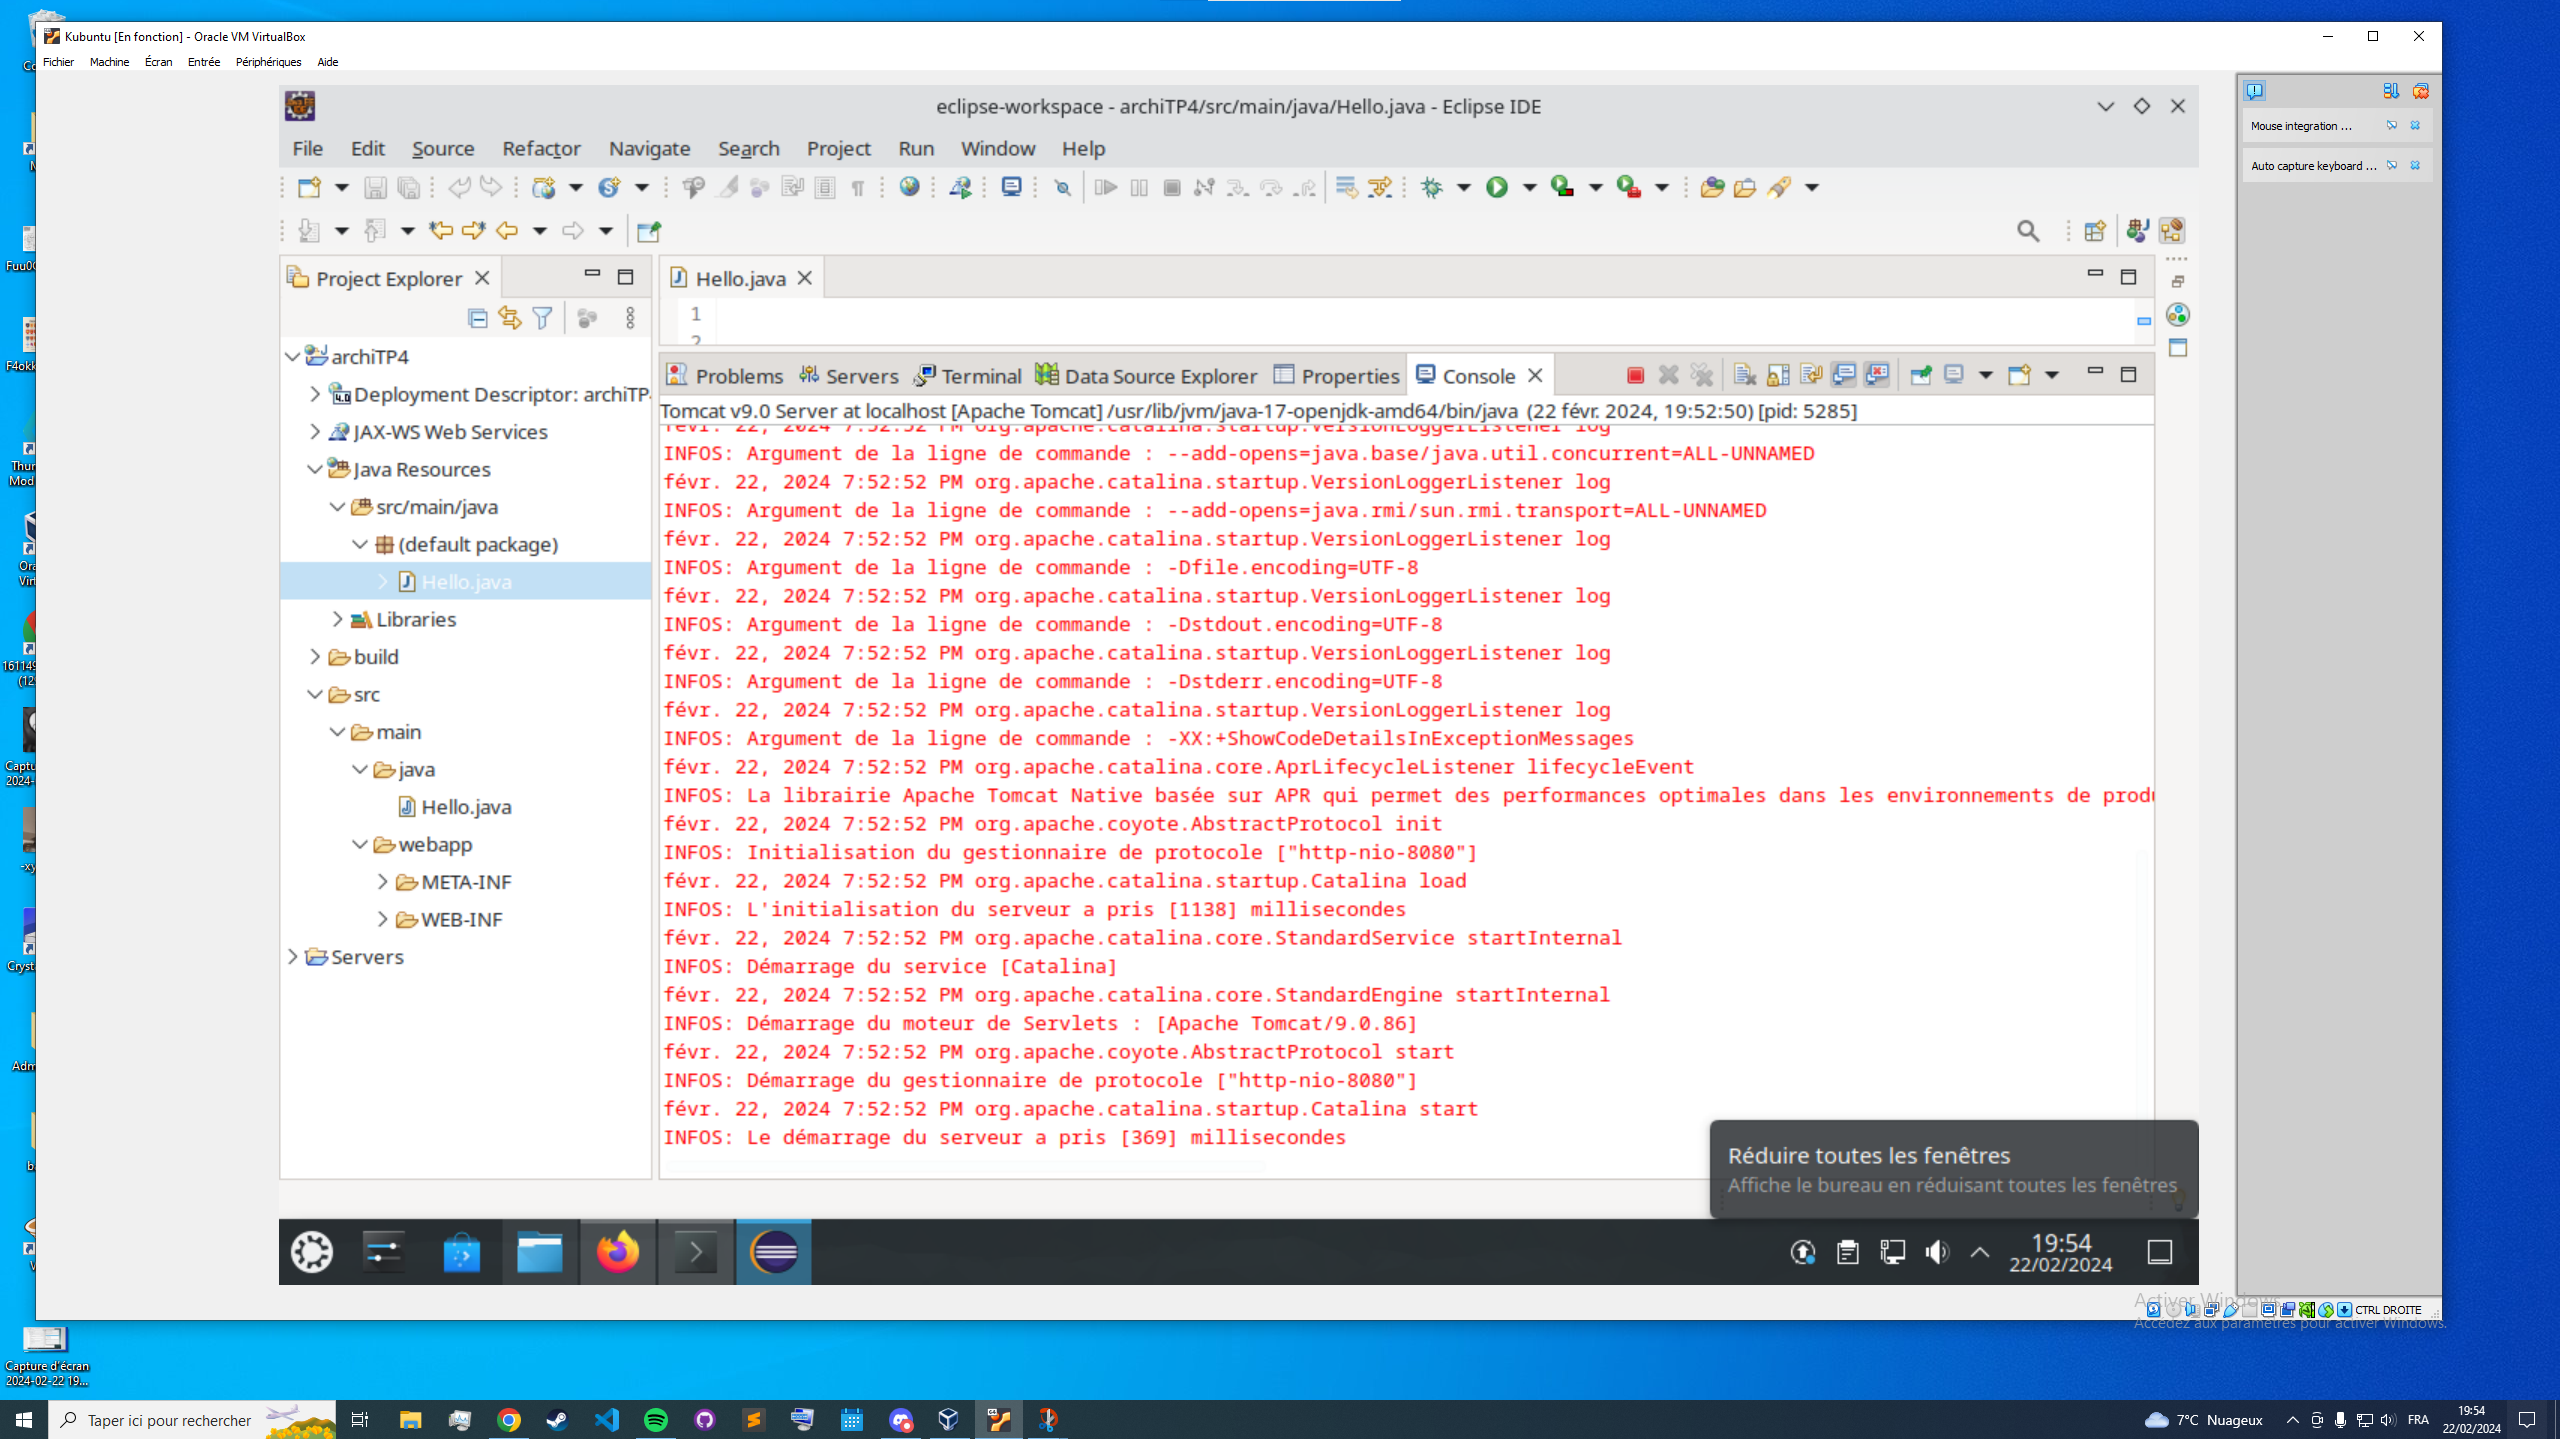 Kubuntu [En fonction] - Oracle VM VirtualBox
Fichier Machine Écran Entrée Périphériques Aide
eclipse-workspace - archiTP4/src/main/java/Hello.java - Eclipse IDE
File Edit Source Refactor Navigate Search Project Run Window Help
Mouse integration ...
Auto capture keyboard ...
Project Explorer
archiTP4
Deployment Descriptor: archiTP4
JAX-WS Web Services
Java Resources
src/main/java
(default package)
Hello.java
Libraries
build
src
main
java
Hello.java
webapp
META-INF
WEB-INF
Servers
Hello.java
1
2
Problems Servers Terminal Data Source Explorer Properties Console
Tomcat v9.0 Server at localhost [Apache Tomcat] /usr/lib/jvm/java-17-openjdk-amd64/bin/java (22 févr. 2024, 19:52:50) [pid: 5285]
févr. 22, 2024 7:52:52 PM org.apache.catalina.startup.VersionLoggerListener log
INFOS: Argument de la ligne de commande : --add-opens=java.base/java.util.concurrent=ALL-UNNAMED
févr. 22, 2024 7:52:52 PM org.apache.catalina.startup.VersionLoggerListener log
INFOS: Argument de la ligne de commande : --add-opens=java.rmi/sun.rmi.transport=ALL-UNNAMED
févr. 22, 2024 7:52:52 PM org.apache.catalina.startup.VersionLoggerListener log
INFOS: Argument de la ligne de commande : -Dfile.encoding=UTF-8
févr. 22, 2024 7:52:52 PM org.apache.catalina.startup.VersionLoggerListener log
INFOS: Argument de la ligne de commande : -Dstdout.encoding=UTF-8
févr. 22, 2024 7:52:52 PM org.apache.catalina.startup.VersionLoggerListener log
INFOS: Argument de la ligne de commande : -Dstderr.encoding=UTF-8
févr. 22, 2024 7:52:52 PM org.apache.catalina.startup.VersionLoggerListener log
INFOS: Argument de la ligne de commande : -XX:+ShowCodeDetailsInExceptionMessages
févr. 22, 2024 7:52:52 PM org.apache.catalina.core.AprLifecycleListener lifecycleEvent
INFOS: La librairie Apache Tomcat Native basée sur APR qui permet des performances optimales dans les environnements de produ
févr. 22, 2024 7:52:52 PM org.apache.coyote.AbstractProtocol init
INFOS: Initialisation du gestionnaire de protocole ["http-nio-8080"]
févr. 22, 2024 7:52:52 PM org.apache.catalina.startup.Catalina load
INFOS: L'initialisation du serveur a pris [1138] millisecondes
févr. 22, 2024 7:52:52 PM org.apache.catalina.core.StandardService startInternal
INFOS: Démarrage du service [Catalina]
févr. 22, 2024 7:52:52 PM org.apache.catalina.core.StandardEngine startInternal
INFOS: Démarrage du moteur de Servlets : [Apache Tomcat/9.0.86]
févr. 22, 2024 7:52:52 PM org.apache.coyote.AbstractProtocol start
INFOS: Démarrage du gestionnaire de protocole ["http-nio-8080"]
févr. 22, 2024 7:52:52 PM org.apache.catalina.startup.Catalina start
INFOS: Le démarrage du serveur a pris [369] millisecondes
Réduire toutes les fenêtres
Affiche le bureau en réduisant toutes les fenêtres
19:54
22/02/2024
CTRL DROITE
Activer Windows
Accédez aux paramètres pour activer Windows.
Capture d'écran
2024-02-22 19...
Taper ici pour rechercher
7°C Nuageux
FRA
19:54
22/02/2024